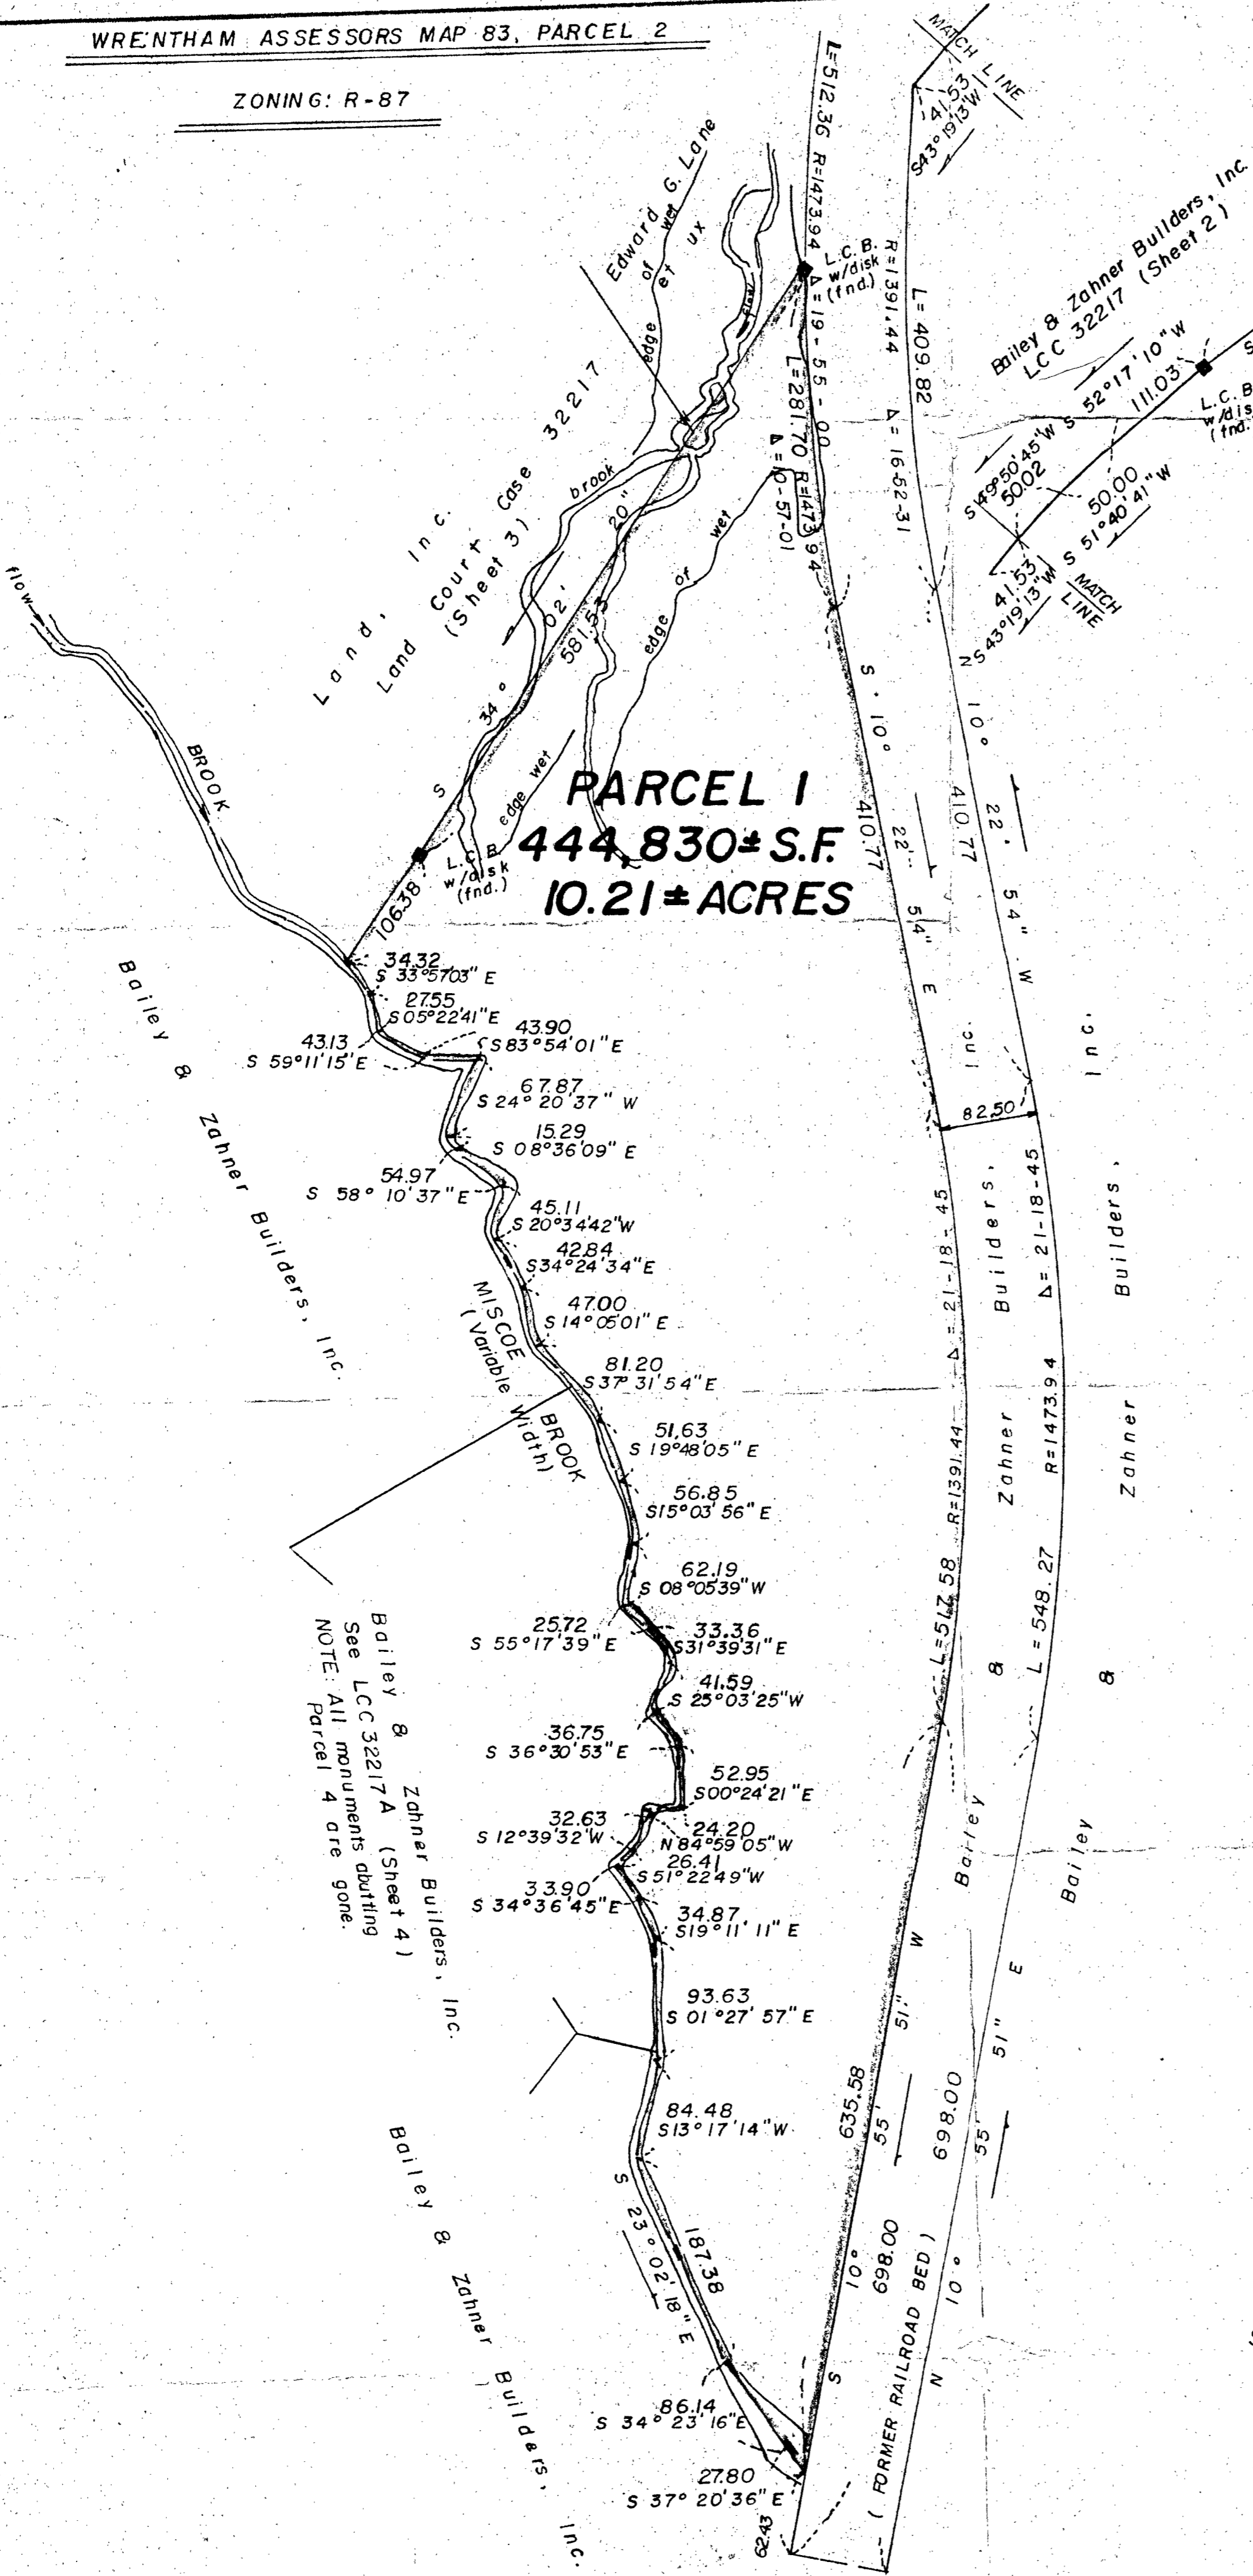 WRENTHAM ASSESSORS MAP 83, PARCEL 2
ZONING: R-87
MATCH LINE
41.53
S43°19'13"W
L=512.36 R=1473.94 Δ=19-55-00
Edward G. Lane
et ux
edge of wet
L.C.B.
w/disk
(fnd.)
R=1391.44 Δ=16-52-31
L=409.82
Bailey & Zahner Builders, Inc.
LCC 32217 (Sheet 2)
S 52°17'10"W
111.03
L.C.B.
w/dis
(fnd.
S
S49°50'45"W
50.02
50.00
S 51°40'41"W
41.53
S43°19'13"W
MATCH
LINE
L=281.70 R=1473.94
Δ=10-57-01
Land, Inc.
Land Court Case 32217
(Sheet 3)
brook
edge of wet
S 34° 02' 20"
581.53
edge wet
flow
BROOK
L.C.B.
w/disk
(fnd.)
106.38
PARCEL 1
444,830± S.F.
10.21± ACRES
S 10° 22' 54" E
410.77
N 10° 22' 54" W
410.77
34.32
S 33°57'03" E
27.55
S05°22'41"E
43.13
S 59°11'15"E
43.90
S83°54'01"E
67.87
S 24°20'37" W
15.29
S 08°36'09" E
54.97
S 58°10'37"E
45.11
S20°34'42"W
42.84
S34°24'34"E
47.00
S14°05'01"E
81.20
S37°31'54"E
51.63
S 19°48'05" E
56.85
S15°03'56"E
62.19
S 08°05'39"W
25.72
S 55°17'39"E
33.36
S31°39'31"E
41.59
S 25°03'25"W
36.75
S 36°30'53"E
52.95
S00°24'21"E
32.63
S 12°39'32"W
24.20
N84°59'05"W
26.41
S51°22'49"W
33.90
S 34°36'45"E
34.87
S19°11'11" E
93.63
S 01°27'57"E
84.48
S13°17'14"W
187.38
S 23°02'18"E
86.14
S 34°23'16"E
27.80
S 37°20'36"E
62.43
MISCOE BROOK
(Variable Width)
Bailey & Zahner Builders, Inc.
Bailey & Zahner Builders, Inc.
See LCC 32217A (Sheet 4)
NOTE: All monuments abutting
Parcel 4 are gone.
Bailey & Zahner Builders, Inc.
82.50'
L=517.58 R=1391.44 Δ=21-18-45
L=548.27 R=1473.94 Δ=21-18-45
Bailey & Zahner Builders, Inc.
Bailey & Zahner Builders, Inc.
635.58
S 10° 55' 51" W
698.00
698.00
N 10° 55' 51" E
(FORMER RAILROAD BED)